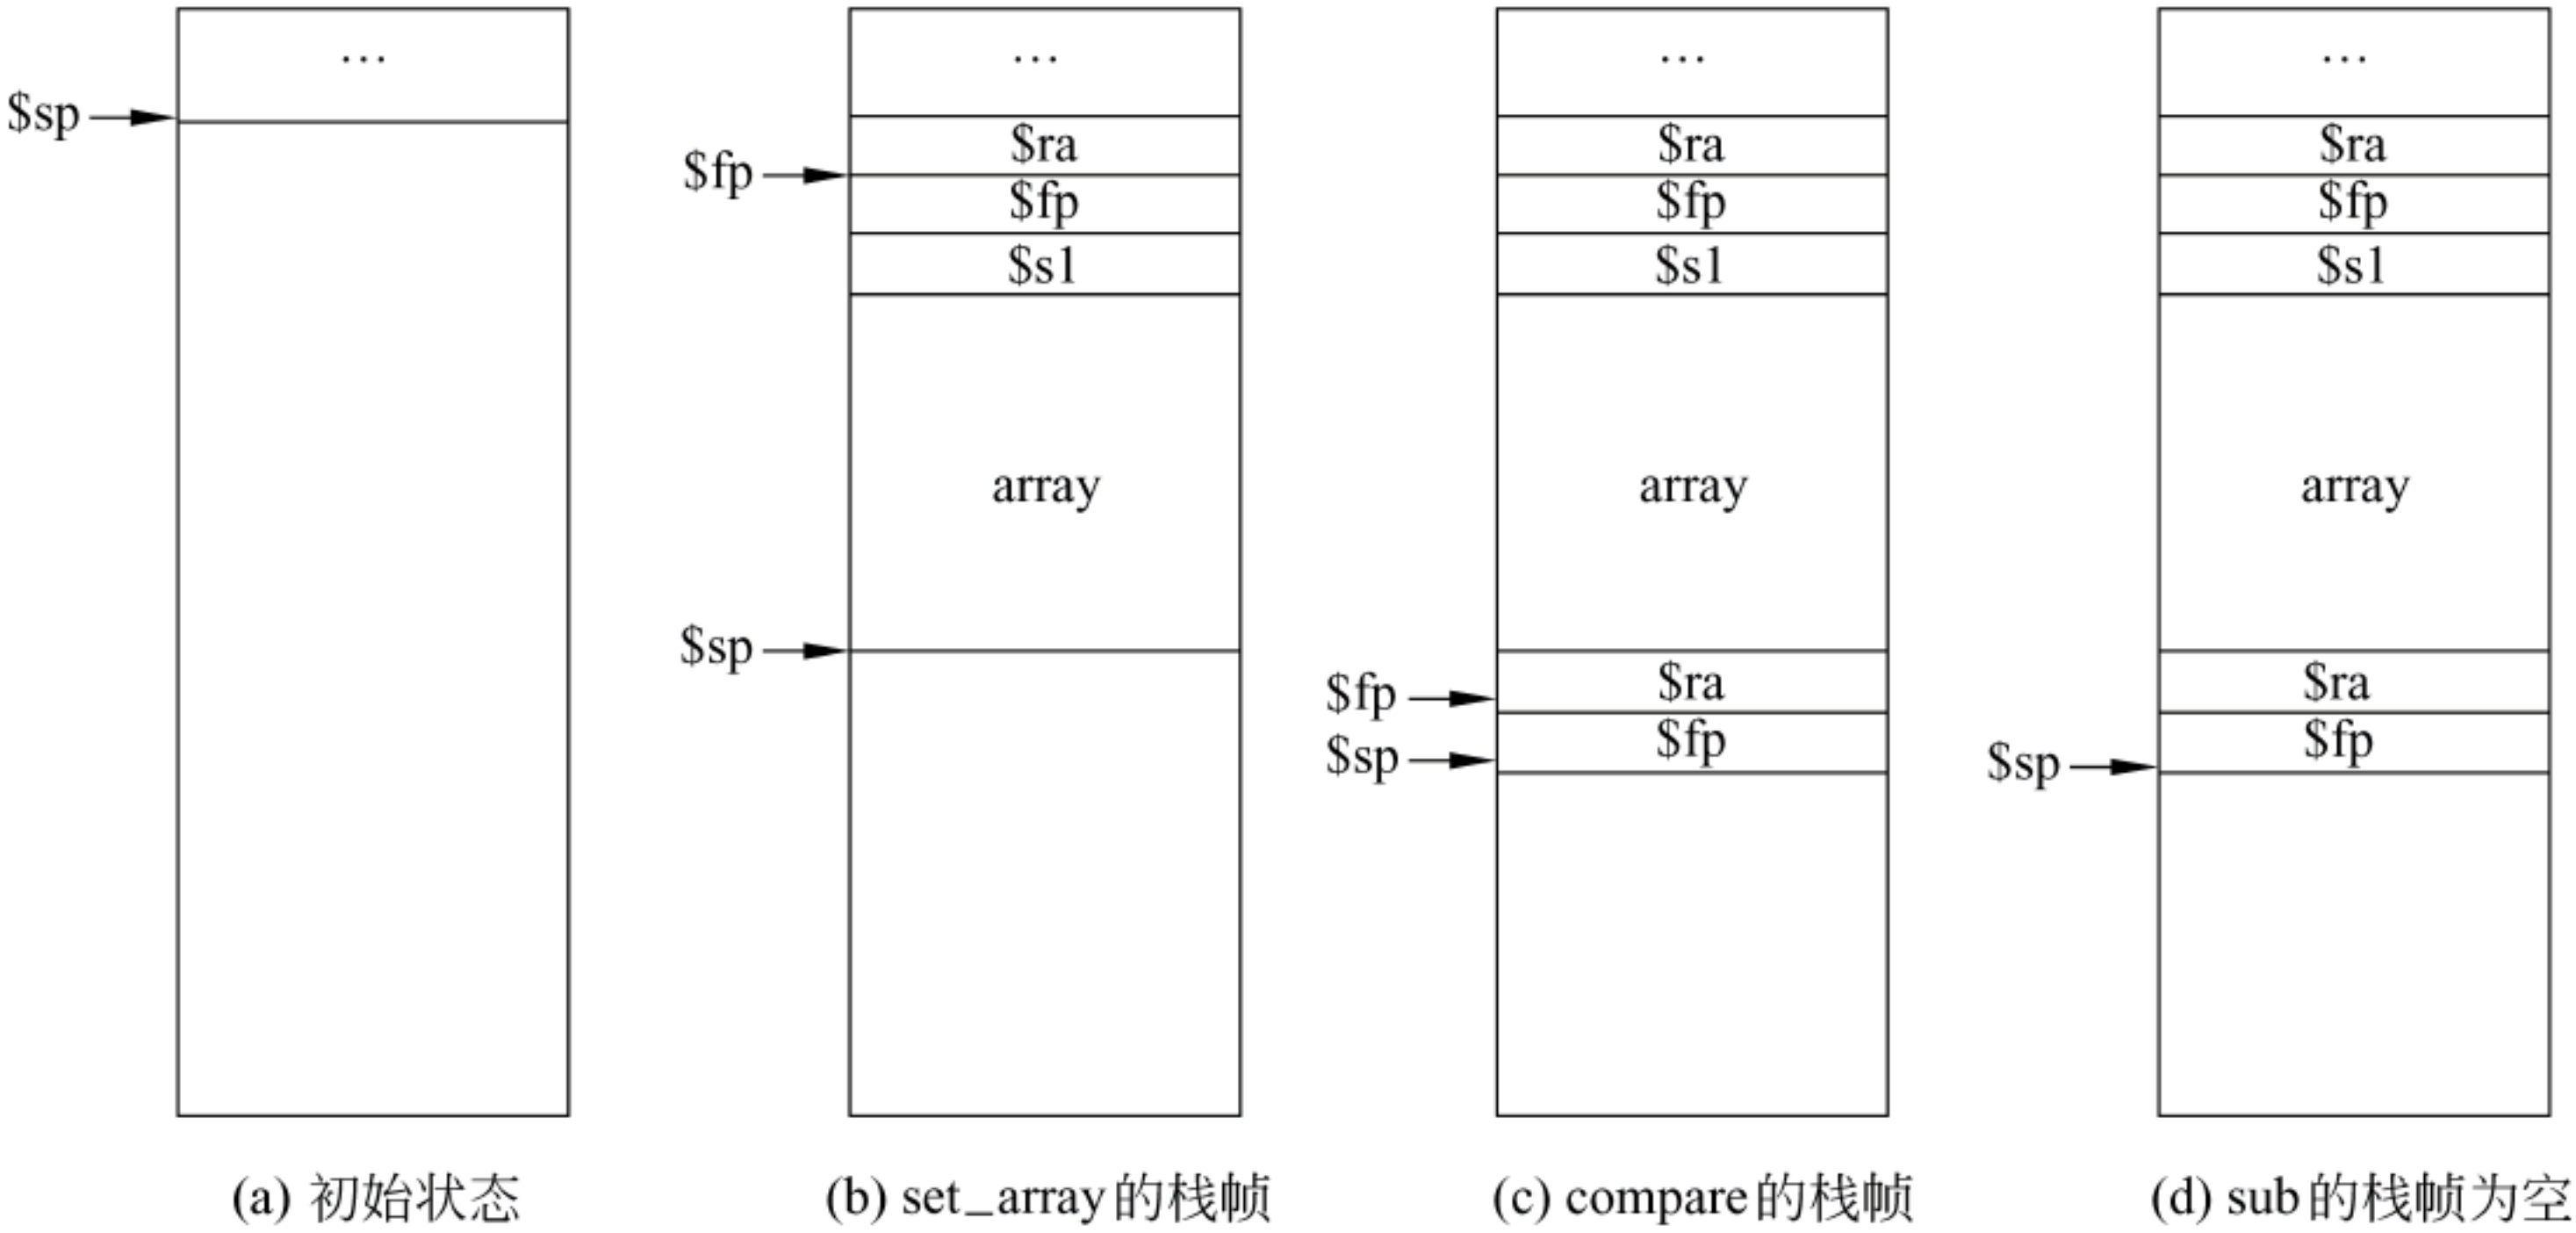 …
$sp
(a) 初始状态
…
$ra
$fp
$fp
$s1
array
$sp
(b) set_array的栈帧
…
$ra
$fp
$s1
array
$ra
$fp
$fp
$sp
(c) compare的栈帧
…
$ra
$fp
$s1
array
$ra
$fp
$sp
(d) sub的栈帧为空